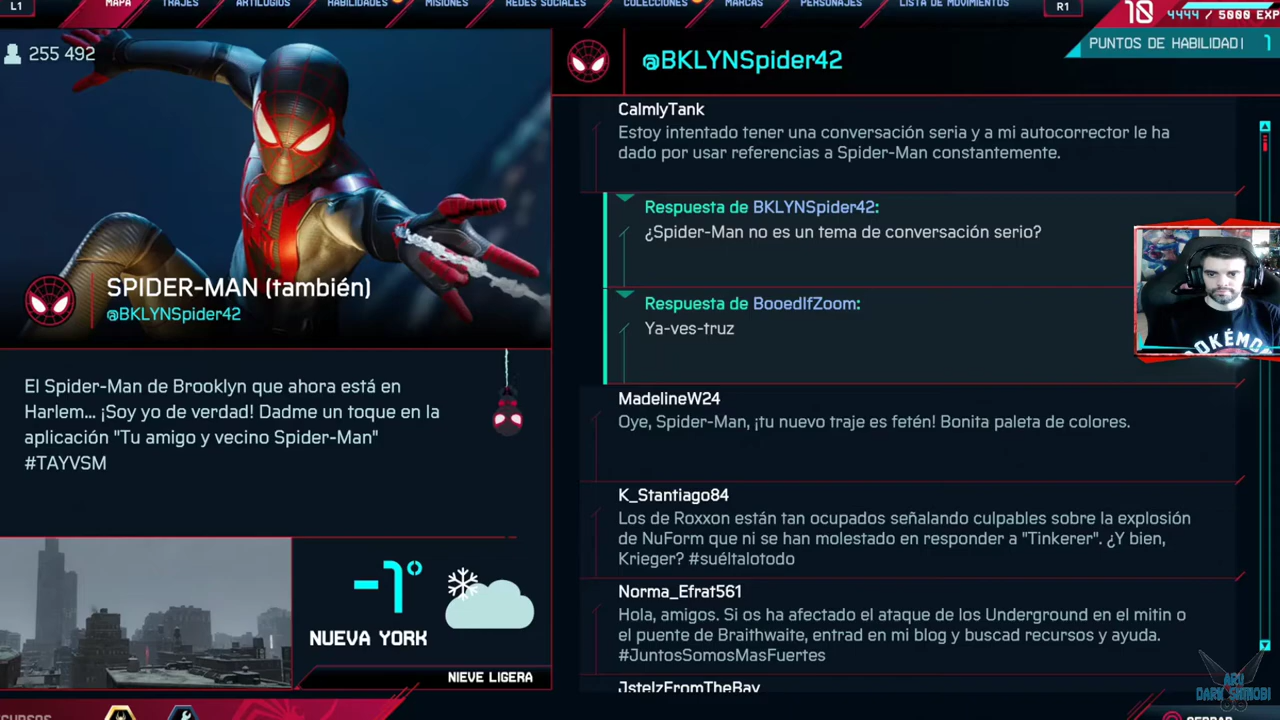 L1
MAPA
TRAJES
ARTILUGIOS
HABILIDADES
MISIONES
REDES SOCIALES
COLECCIONES
MARCAS
PERSONAJES
LISTA DE MOVIMIENTOS
R1
10
4444 / 5000 EXP
PUNTOS DE HABILIDAD| 1
255 492
@BKLYNSpider42
CalmlyTank
Estoy intentado tener una conversación seria y a mi autocorrector le ha
dado por usar referencias a Spider-Man constantemente.
Respuesta de BKLYNSpider42:
¿Spider-Man no es un tema de conversación serio?
Respuesta de BooedIfZoom:
Ya-ves-truz
MadelineW24
Oye, Spider-Man, ¡tu nuevo traje es fetén! Bonita paleta de colores.
K_Stantiago84
Los de Roxxon están tan ocupados señalando culpables sobre la explosión
de NuForm que ni se han molestado en responder a "Tinkerer". ¿Y bien,
Krieger? #suéltalotodo
Norma_Efrat561
Hola, amigos. Si os ha afectado el ataque de los Underground en el mitin o
el puente de Braithwaite, entrad en mi blog y buscad recursos y ayuda.
#JuntosSomosMasFuertes
JstelzFromTheBay
SPIDER-MAN (también)
@BKLYNSpider42
El Spider-Man de Brooklyn que ahora está en
Harlem... ¡Soy yo de verdad! Dadme un toque en la
aplicación "Tu amigo y vecino Spider-Man"
#TAYVSM
-1°
NUEVA YORK
NIEVE LIGERA
POKÉMO
DARK SHINOBI
CERRAR